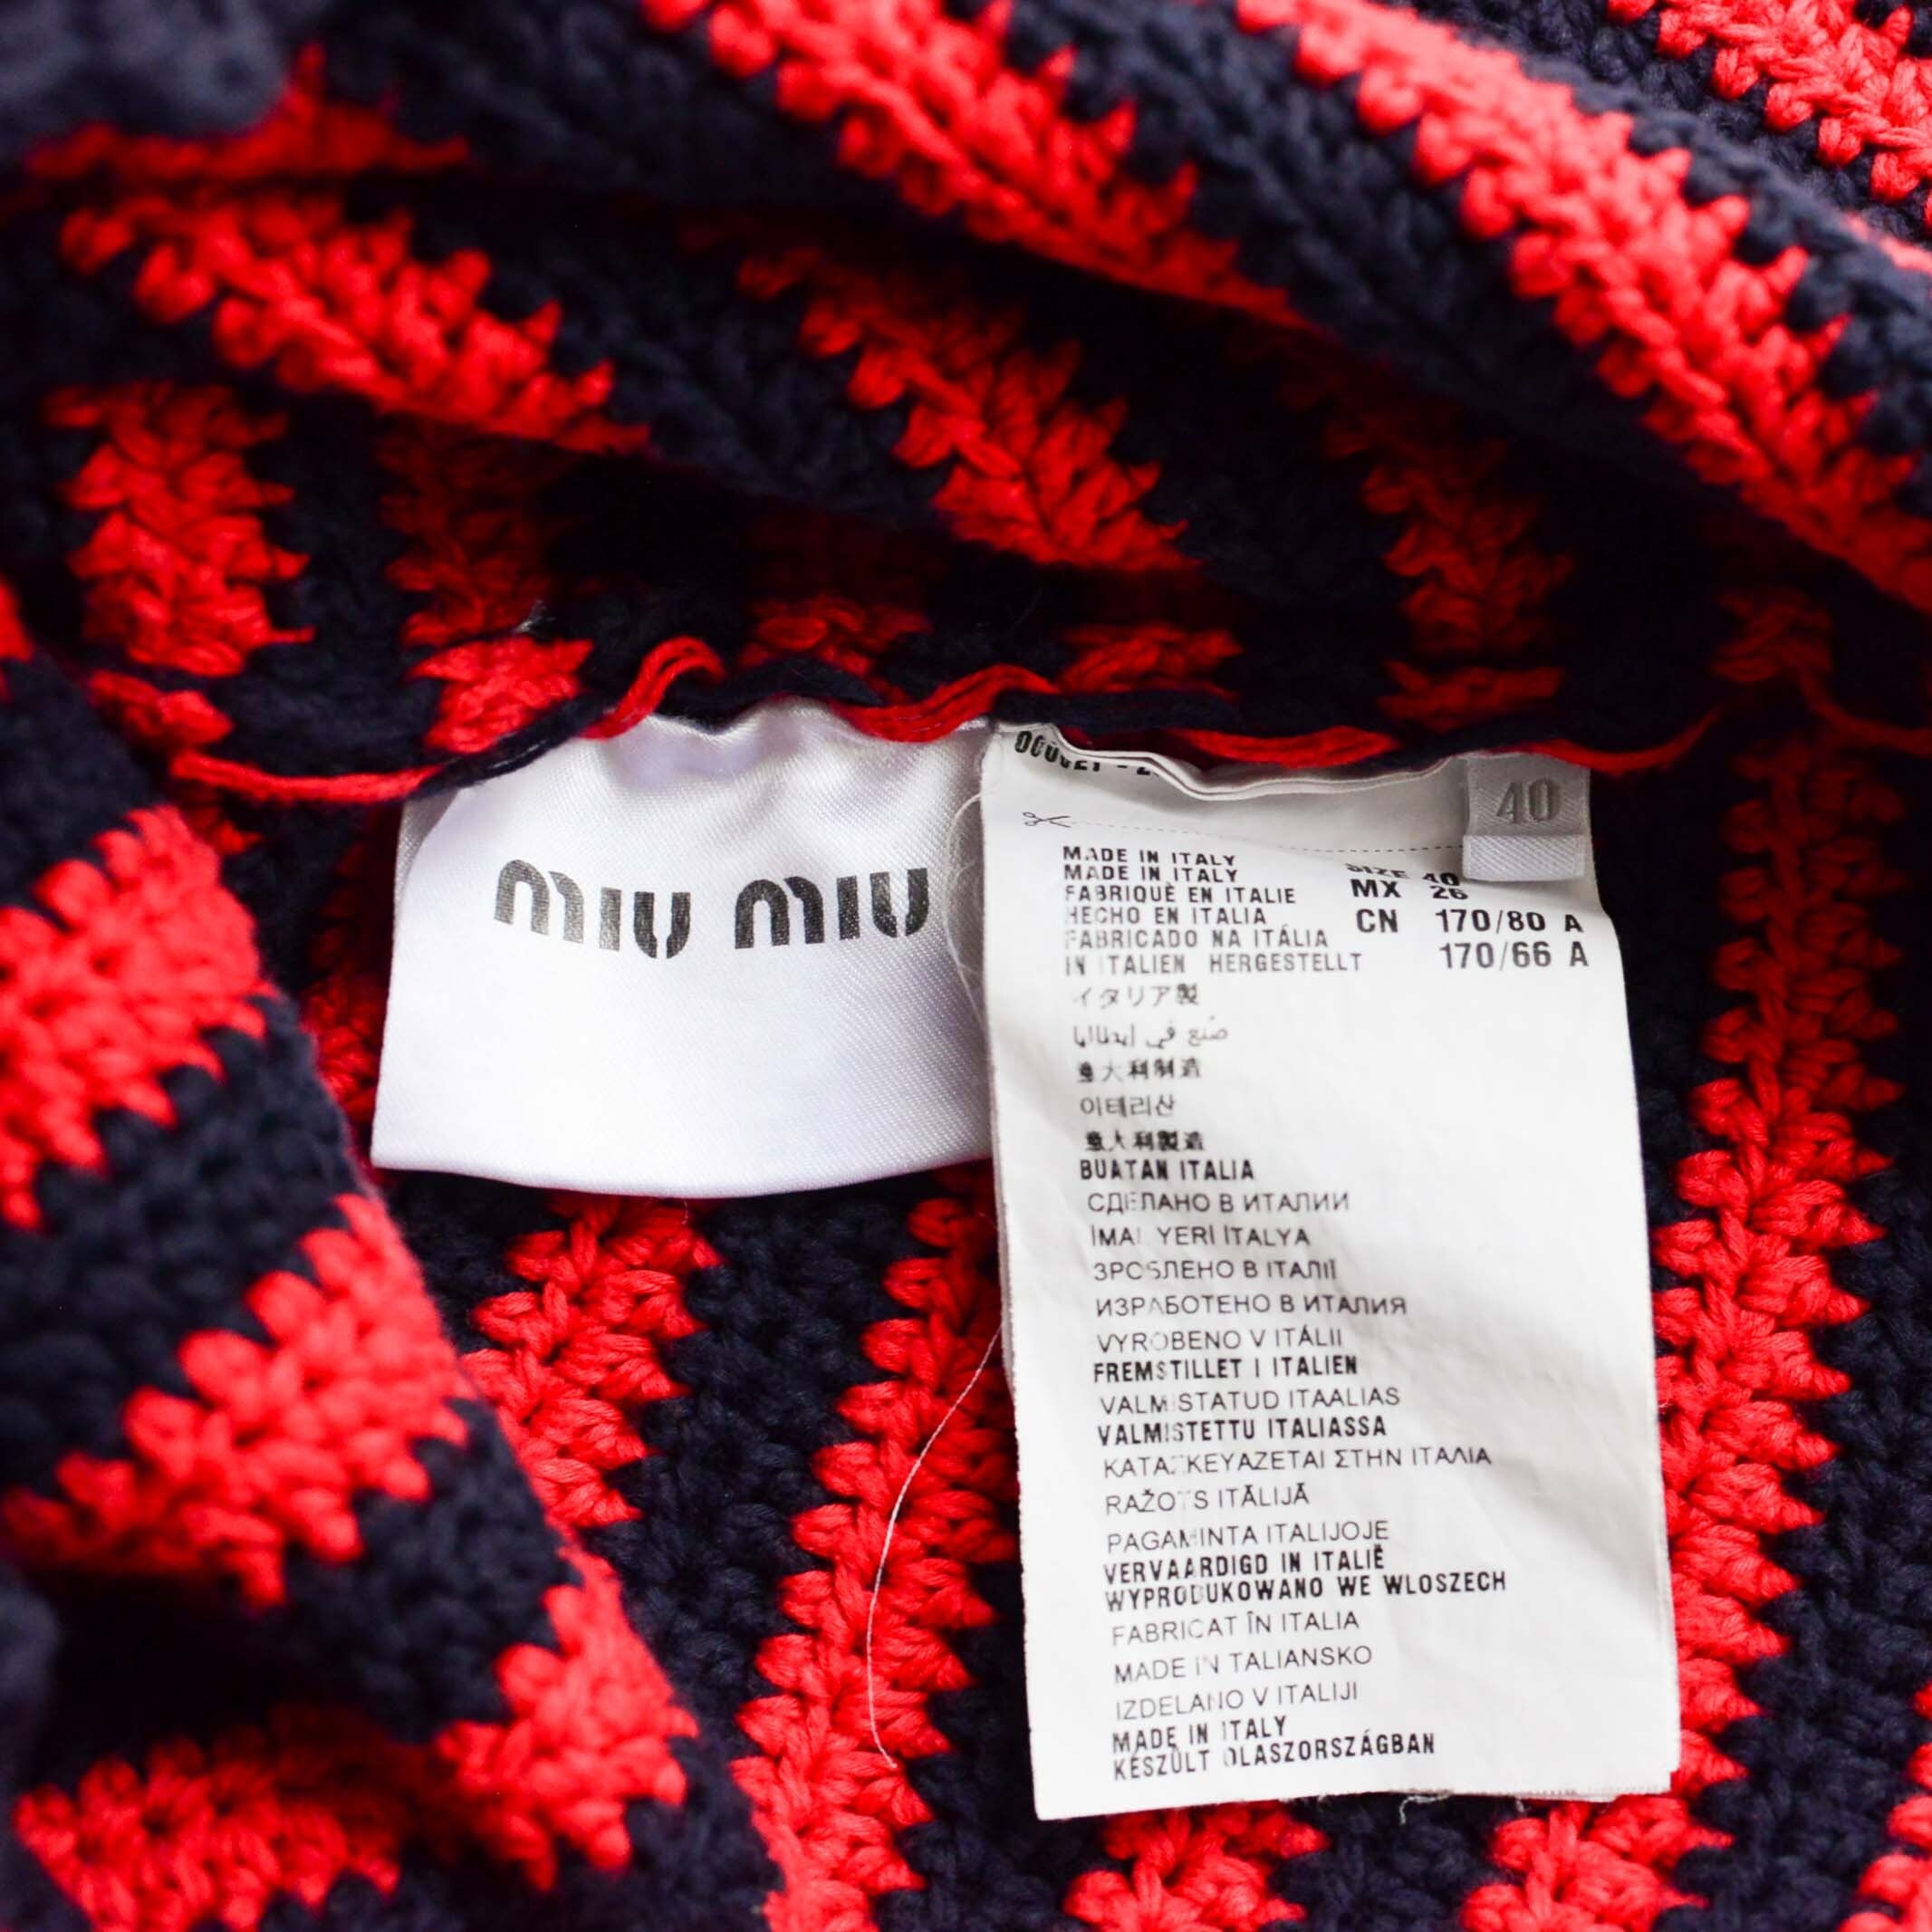 MIU MIU
40
MADE IN ITALY
MADE IN ITALY
FABRIQUÈ EN ITALIE
HECHO EN ITALIA
FABRICADO NA ITÁLIA
IN ITALIEN HERGESTELLT
SIZE 40
MX 26
CN 170/80 A
170/66 A
イタリア製
صنع في إيطاليا
意大利制造
이태리산
意大利製造
BUATAN ITALIA
СДЕЛАНО В ИТАЛИИ
İMAL YERİ İTALYA
ЗРОБЛЕНО В ІТАЛІЇ
ИЗРАБОТЕНО В ИТАЛИЯ
VYROBENO V ITÁLII
FREMSTILLET I ITALIEN
VALMISTATUD ITAALIAS
VALMISTETTU ITALIASSA
ΚΑΤΑΣΚΕΥΑΖΕΤΑΙ ΣΤΗΝ ΙΤΑΛΙΑ
RAŽOTS ITĀLIJĀ
PAGAMINTA ITALIJOJE
VERVAARDIGD IN ITALIË
WYPRODUKOWANO WE WLOSZECH
FABRICAT ÎN ITALIA
MADE IN TALIANSKO
IZDELANO V ITALIJI
MADE IN ITALY
KÉSZÜLT OLASZORSZÁGBAN